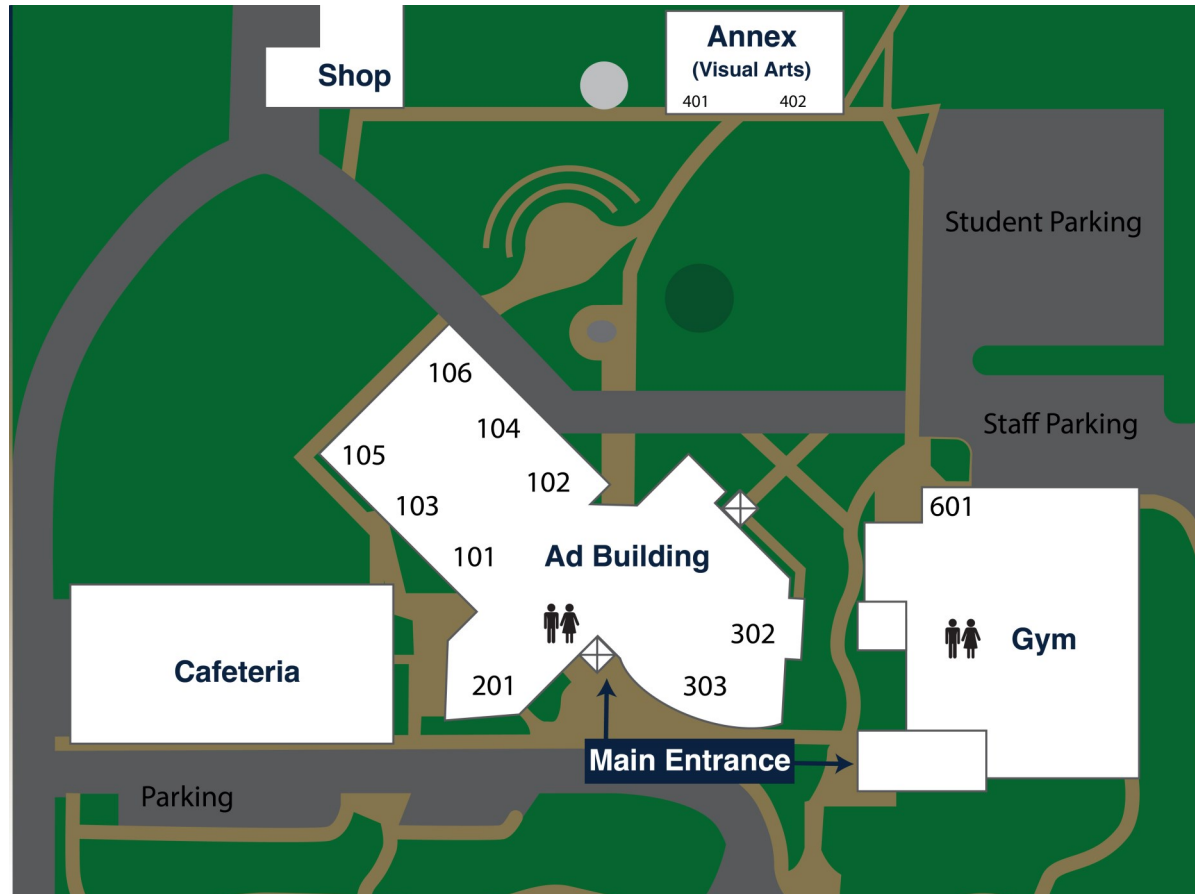 Annex
(Visual Arts)
401 402
Shop
Student Parking
106
104
Staff Parking
105
102
103
601
101
Ad Building
302
Gym
Cafeteria
201
303
Main Entrance
Parking